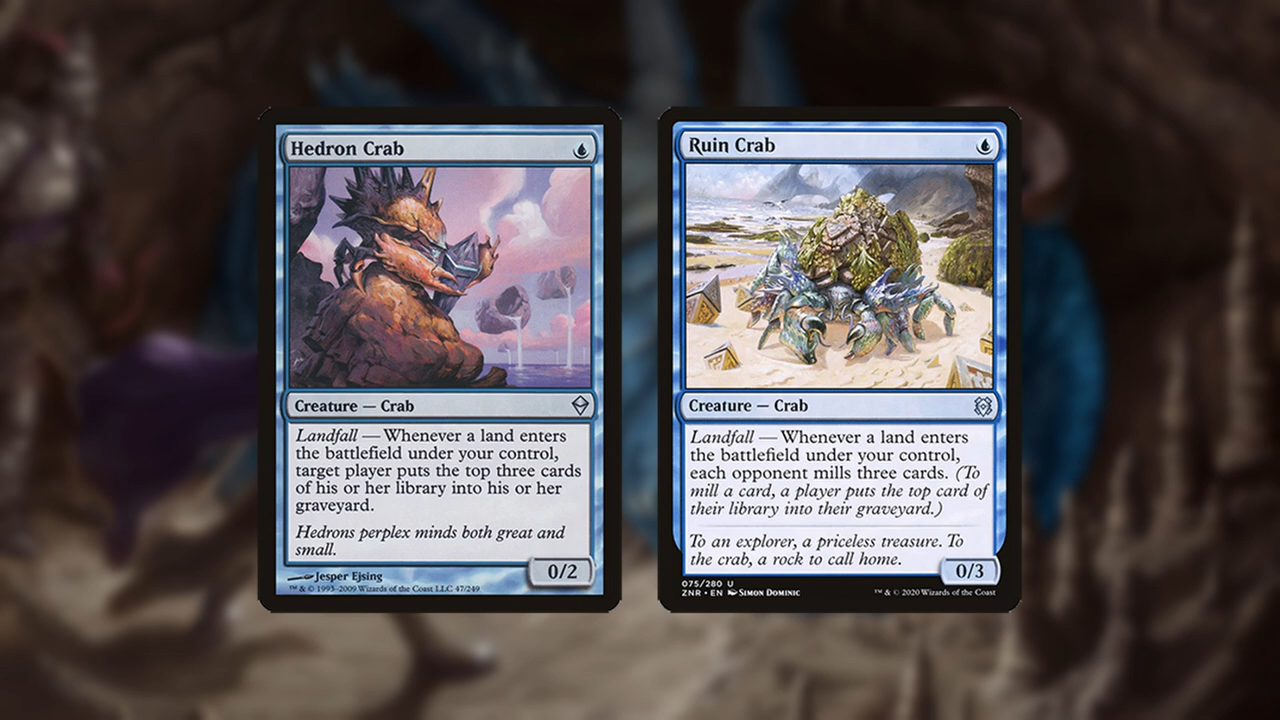 Hedron Crab
Creature — Crab
Landfall — Whenever a land enters
the battlefield under your control,
target player puts the top three cards
of his or her library into his or her
graveyard.
Hedrons perplex minds both great and
small.
0/2
Jesper Ejsing
™ & © 1993–2009 Wizards of the Coast LLC 47/249
Ruin Crab
Creature — Crab
Landfall — Whenever a land enters
the battlefield under your control,
each opponent mills three cards. (To
mill a card, a player puts the top card of
their library into their graveyard.)
To an explorer, a priceless treasure. To
the crab, a rock to call home.
0/3
075/280 U
ZNR • EN Simon Dominic
™ & © 2020 Wizards of the Coast